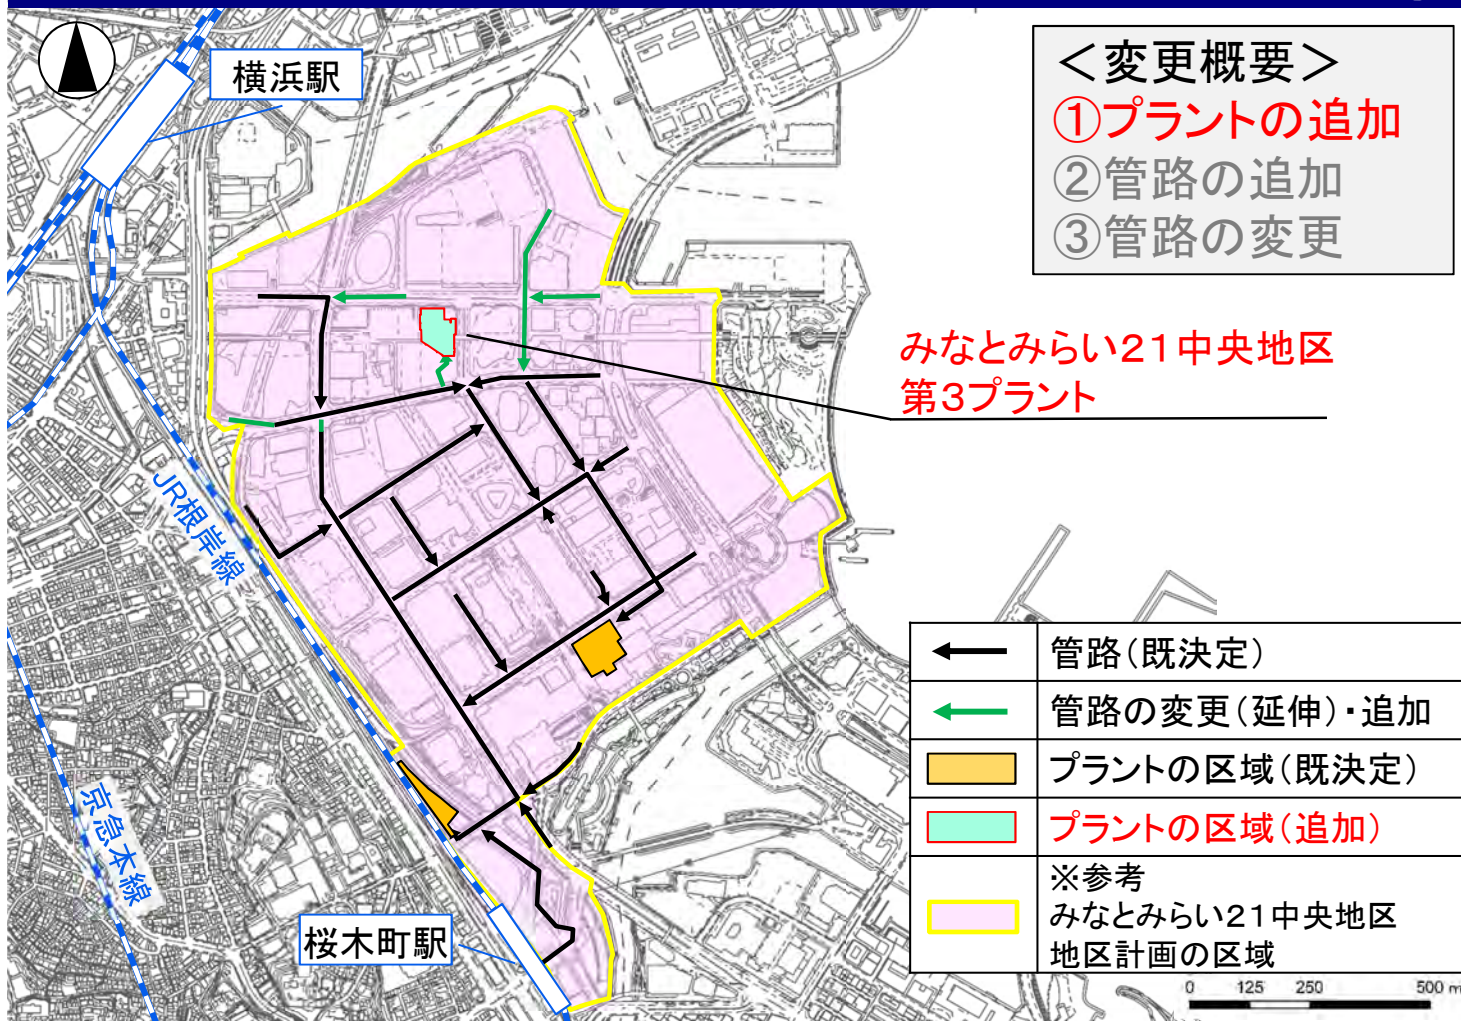 横浜駅
<変更概要>
①プラントの追加
②管路の追加
③管路の変更
みなとみらい21中央地区
第3プラント
JR根岸線
京急本線
桜木町駅
管路(既決定)
管路の変更(延伸)・追加
プラントの区域(既決定)
プラントの区域(追加)
※参考
みなとみらい21中央地区
地区計画の区域
0 125 250 500 m